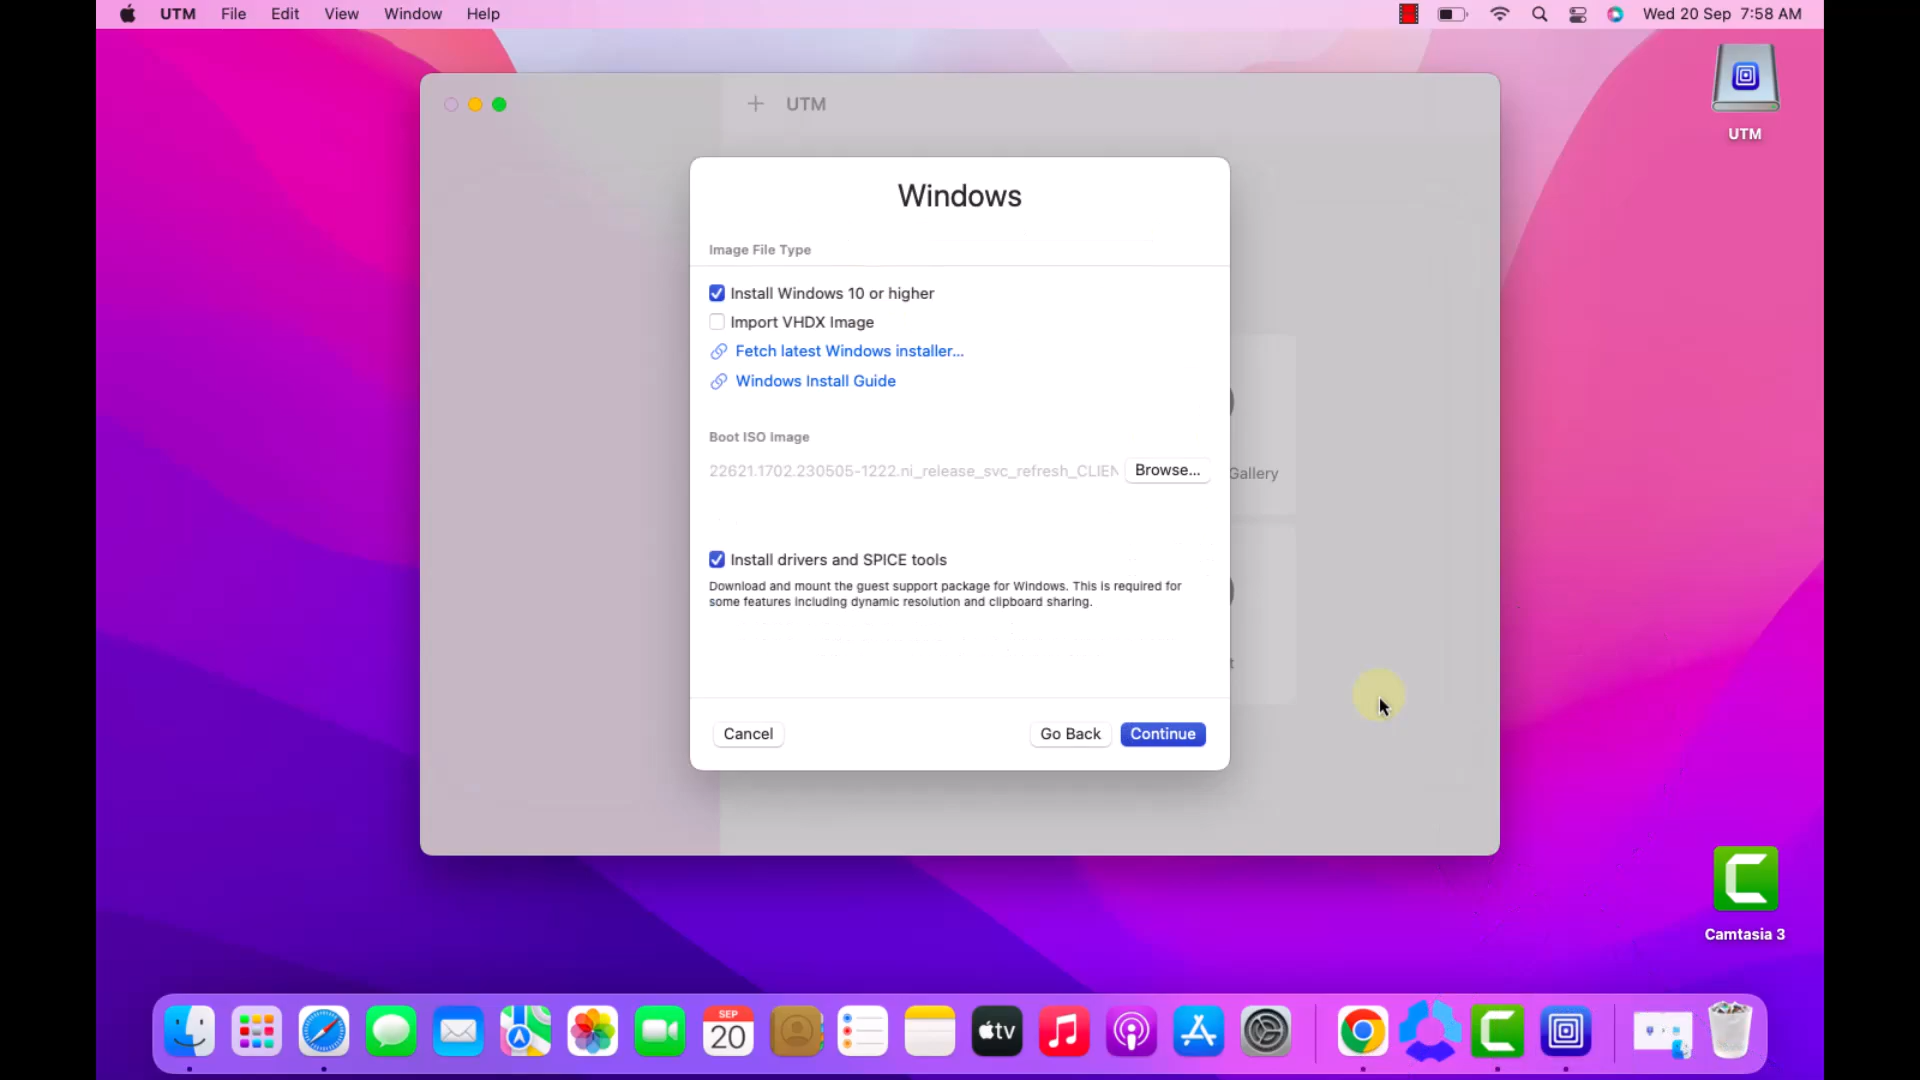 UTM File Edit View Window Help Wed 20 Sep 7:58 AM
UTM
UTM
Windows
Image File Type
Install Windows 10 or higher
Import VHDX Image
Fetch latest Windows installer...
Windows Install Guide
Boot ISO Image
22621.1702.230505-1222.ni_release_svc_refresh_CLIEN Browse...
Gallery
Install drivers and SPICE tools
Download and mount the guest support package for Windows. This is required for
some features including dynamic resolution and clipboard sharing.
t
Cancel Go Back Continue
Camtasia 3
SEP
20
tv